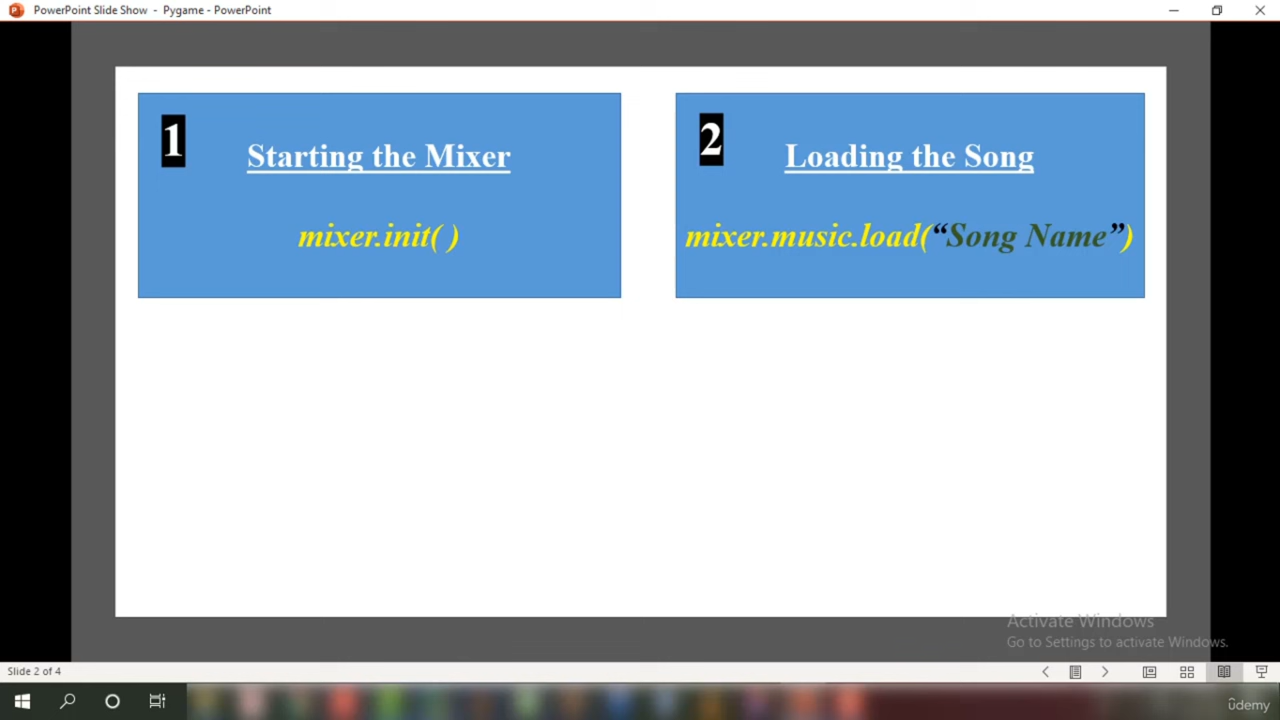 PowerPoint Slide Show - Pygame - PowerPoint
1
Starting the Mixer
mixer.init( )
2
Loading the Song
mixer.music.load(“Song Name”)
Activate Windows
Go to Settings to activate Windows.
Slide 2 of 4
ûdemy